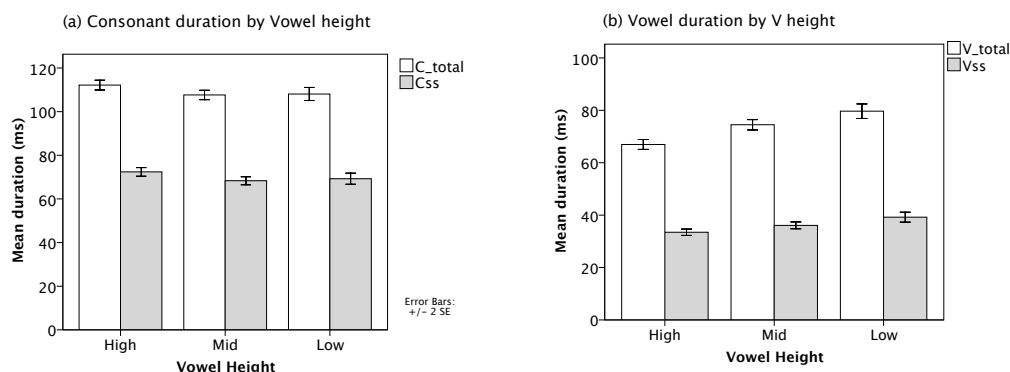 (a) Consonant duration by Vowel height
C_total
Css
Mean duration (ms)
120
100
80
60
40
20
0
High
Mid
Low
Vowel Height
Error Bars:
+/- 2 SE
(b) Vowel duration by V height
V_total
Vss
Mean duration (ms)
100
80
60
40
20
0
High
Mid
Low
Vowel Height